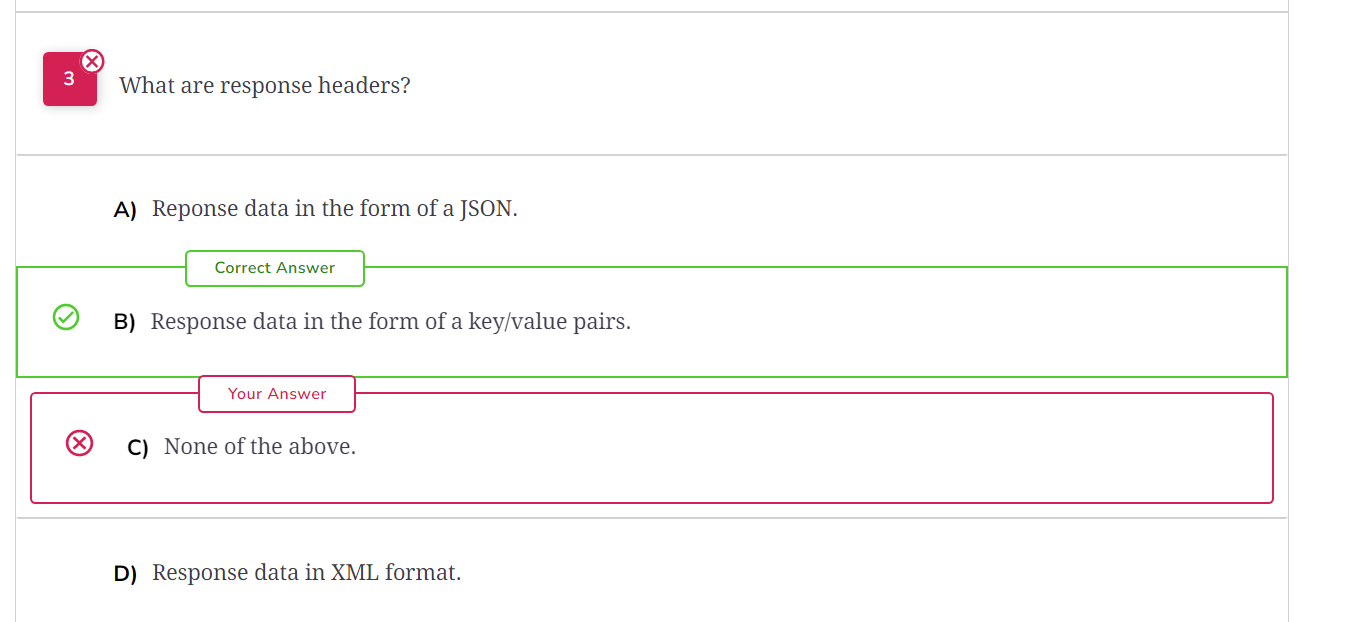 3 What are response headers?
A) Reponse data in the form of a JSON.
Correct Answer
B) Response data in the form of a key/value pairs.
Your Answer
C) None of the above.
D) Response data in XML format.